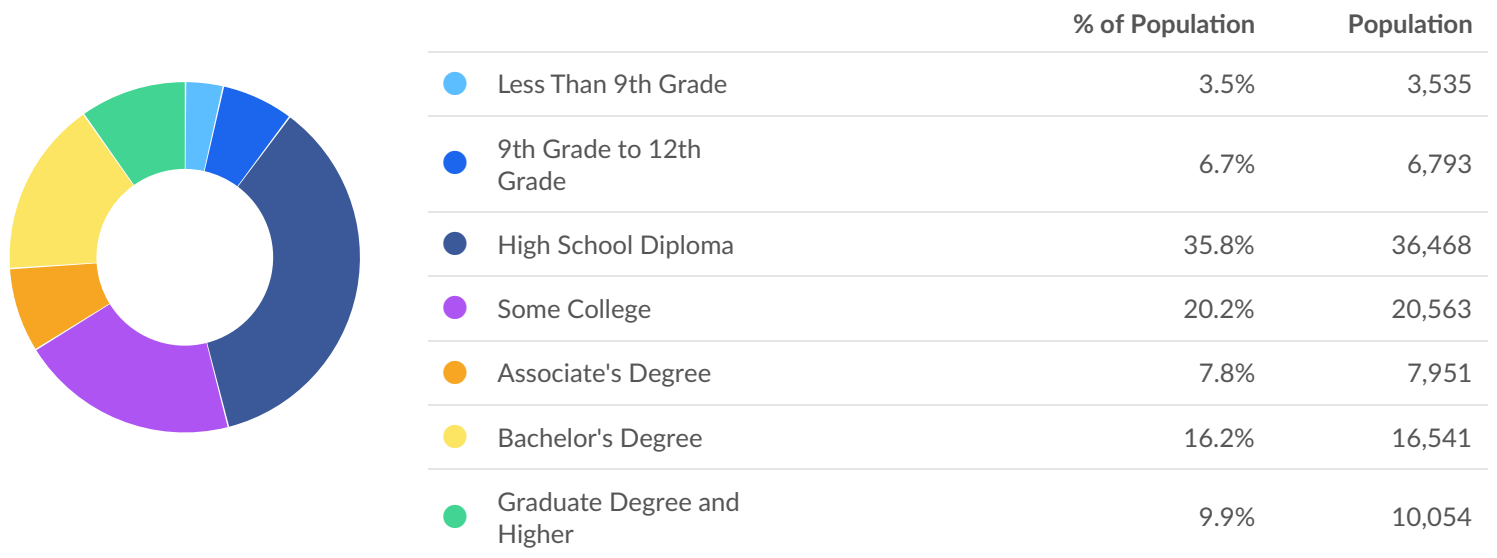 % of Population Population
Less Than 9th Grade 3.5% 3,535
9th Grade to 12th
Grade 6.7% 6,793
High School Diploma 35.8% 36,468
Some College 20.2% 20,563
Associate's Degree 7.8% 7,951
Bachelor's Degree 16.2% 16,541
Graduate Degree and
Higher 9.9% 10,054